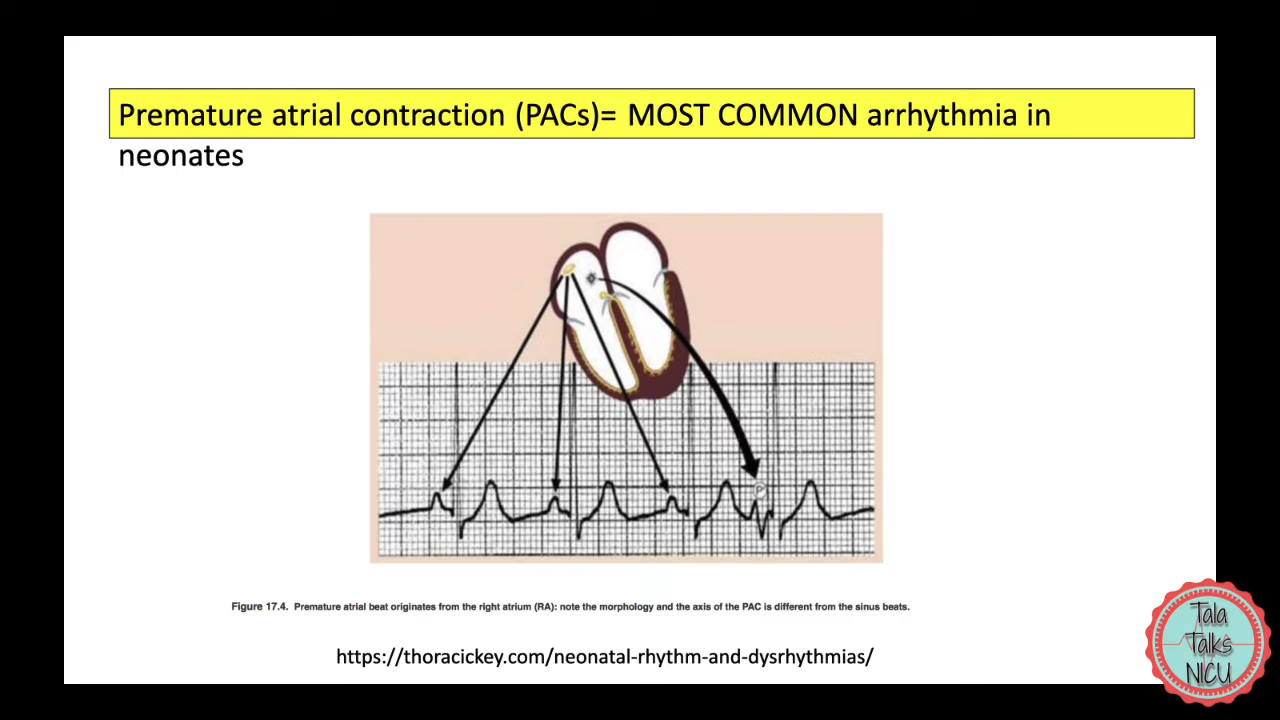 Premature atrial contraction (PACs)= MOST COMMON arrhythmia in
neonates
P'
Figure 17.4. Premature atrial beat originates from the right atrium (RA): note the morphology and the axis of the PAC is different from the sinus beats.
https://thoracickey.com/neonatal-rhythm-and-dysrhythmias/
Tala
Talks
NICU